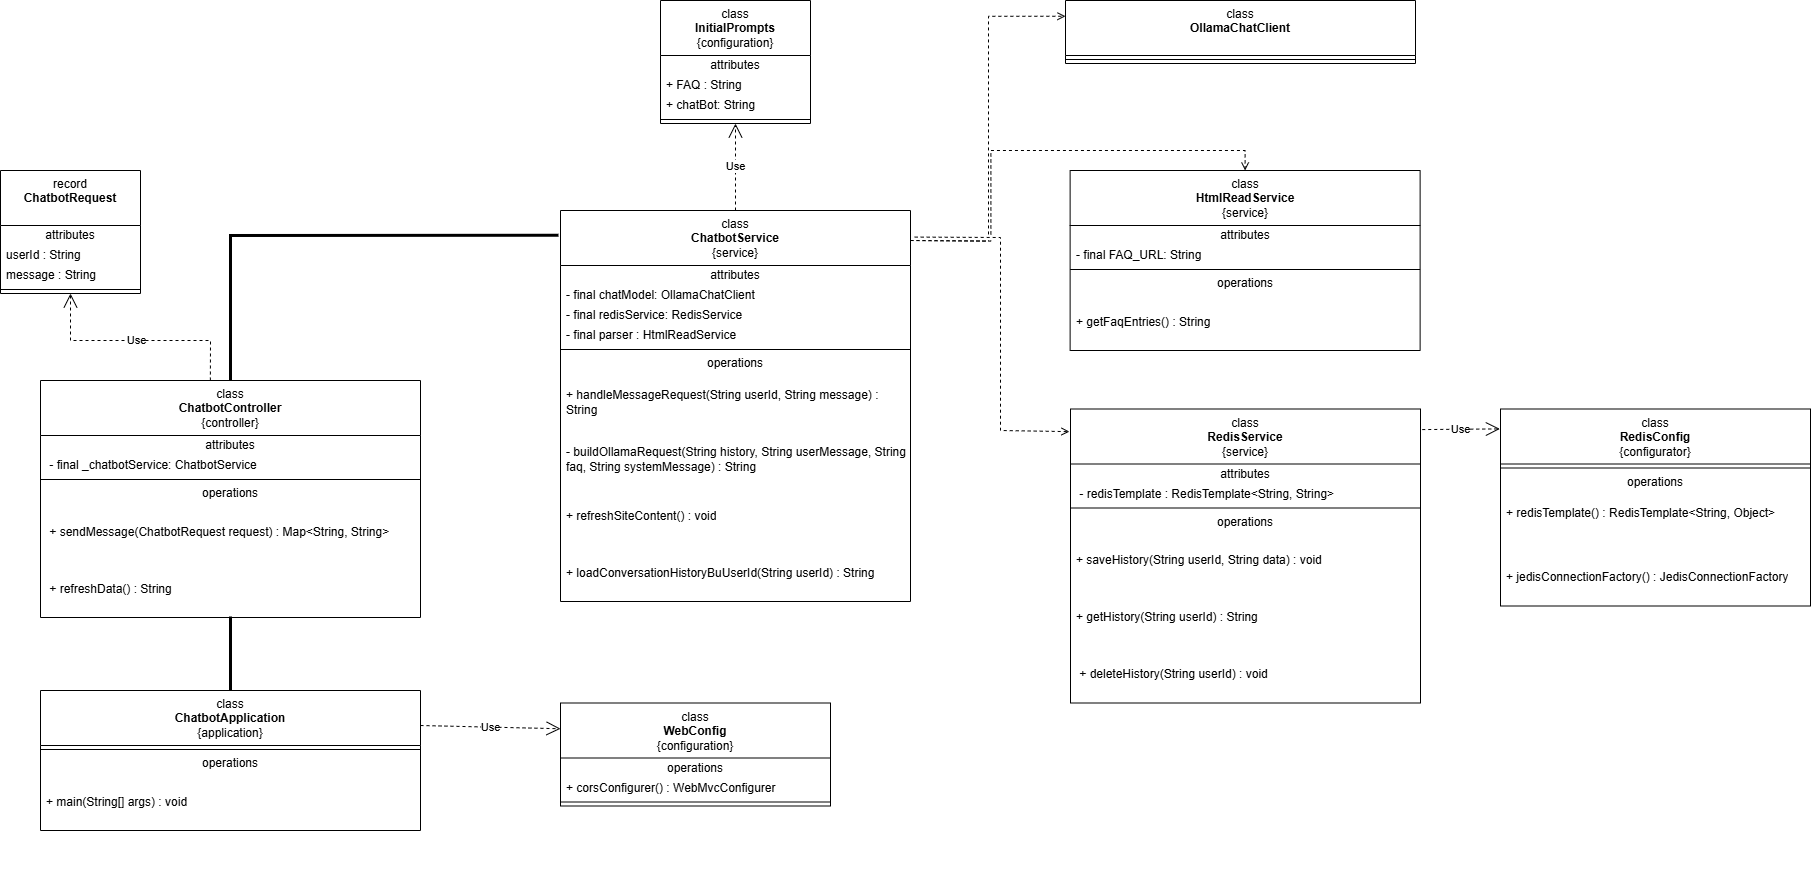 class
InitialPrompts
{configuration}
attributes
+ FAQ : String
+ chatBot: String
class
OllamaChatClient
Use
record
ChatbotRequest
attributes
userId : String
message : String
class
HtmlReadService
{service}
attributes
- final FAQ_URL: String
operations
+ getFaqEntries() : String
class
ChatbotService
{service}
attributes
- final chatModel: OllamaChatClient
- final redisService: RedisService
- final parser : HtmlReadService
operations
+ handleMessageRequest(String userId, String message) :
String
- buildOllamaRequest(String history, String userMessage, String
faq, String systemMessage) : String
+ refreshSiteContent() : void
+ loadConversationHistoryBuUserId(String userId) : String
Use
class
ChatbotController
{controller}
attributes
- final _chatbotService: ChatbotService
operations
+ sendMessage(ChatbotRequest request) : Map<String, String>
+ refreshData() : String
class
RedisService
{service}
attributes
- redisTemplate : RedisTemplate<String, String>
operations
+ saveHistory(String userId, String data) : void
+ getHistory(String userId) : String
+ deleteHistory(String userId) : void
Use
class
RedisConfig
{configurator}
operations
+ redisTemplate() : RedisTemplate<String, Object>
+ jedisConnectionFactory() : JedisConnectionFactory
class
ChatbotApplication
{application}
operations
+ main(String[] args) : void
Use
class
WebConfig
{configuration}
operations
+ corsConfigurer() : WebMvcConfigurer